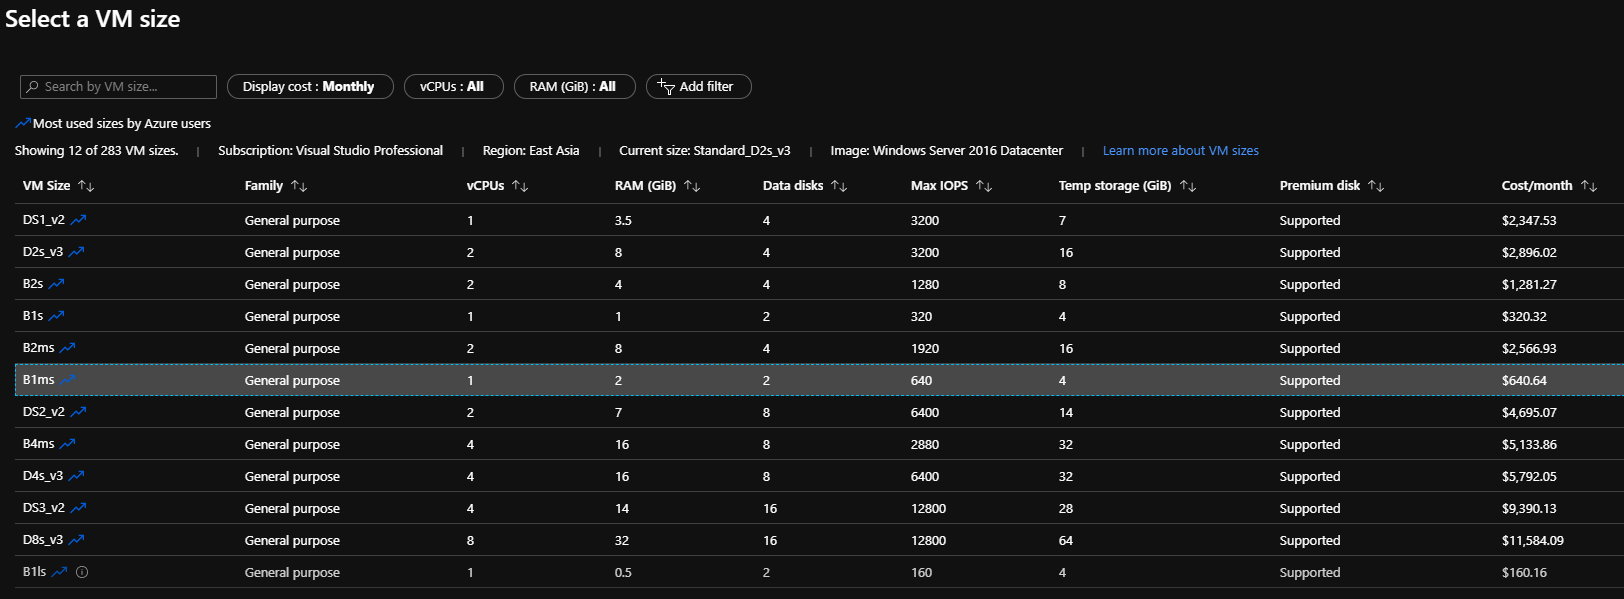 Select a VM size
Search by VM size... Display cost : Monthly vCPUs : All RAM (GiB) : All Add filter
Most used sizes by Azure users
Showing 12 of 283 VM sizes. | Subscription: Visual Studio Professional | Region: East Asia | Current size: Standard_D2s_v3 | Image: Windows Server 2016 Datacenter | Learn more about VM sizes
VM Size Family vCPUs RAM (GiB) Data disks Max IOPS Temp storage (GiB) Premium disk Cost/month
DS1_v2 General purpose 1 3.5 4 3200 7 Supported $2,347.53
D2s_v3 General purpose 2 8 4 3200 16 Supported $2,896.02
B2s General purpose 2 4 4 1280 8 Supported $1,281.27
B1s General purpose 1 1 2 320 4 Supported $320.32
B2ms General purpose 2 8 4 1920 16 Supported $2,566.93
B1ms General purpose 1 2 2 640 4 Supported $640.64
DS2_v2 General purpose 2 7 8 6400 14 Supported $4,695.07
B4ms General purpose 4 16 8 2880 32 Supported $5,133.86
D4s_v3 General purpose 4 16 8 6400 32 Supported $5,792.05
DS3_v2 General purpose 4 14 16 12800 28 Supported $9,390.13
D8s_v3 General purpose 8 32 16 12800 64 Supported $11,584.09
B1ls General purpose 1 0.5 2 160 4 Supported $160.16